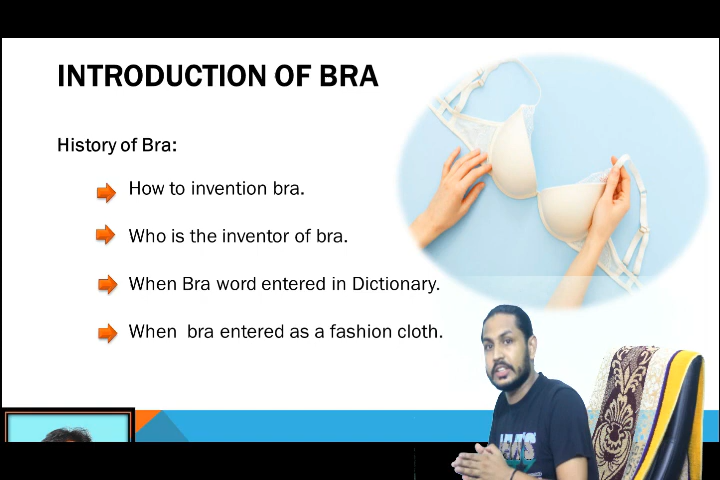 INTRODUCTION OF BRA
History of Bra:
How to invention bra.
Who is the inventor of bra.
When Bra word entered in Dictionary.
When bra entered as a fashion cloth.